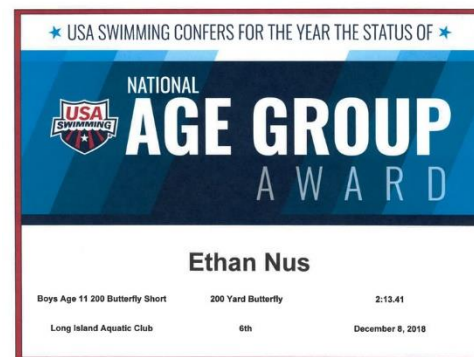 ★ USA SWIMMING CONFERS FOR THE YEAR THE STATUS OF ★
NATIONAL
AGE GROUP
AWARD
USA
SWIMMING
Ethan Nus
Boys Age 11 200 Butterfly Short 200 Yard Butterfly 2:13.41
Long Island Aquatic Club 6th December 8, 2018